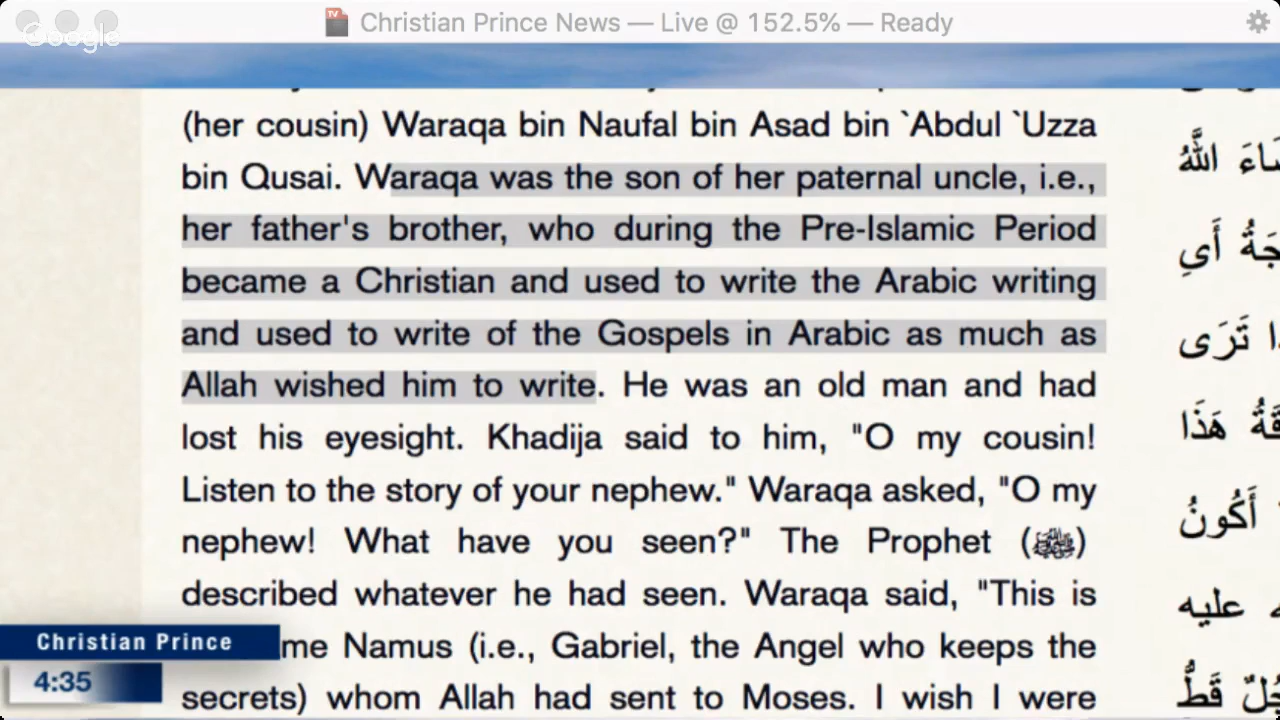 Christian Prince News — Live @ 152.5% — Ready
Google
(her cousin) Waraqa bin Naufal bin Asad bin `Abdul `Uzza
bin Qusai. Waraqa was the son of her paternal uncle, i.e.,
her father's brother, who during the Pre-Islamic Period
became a Christian and used to write the Arabic writing
and used to write of the Gospels in Arabic as much as
Allah wished him to write. He was an old man and had
lost his eyesight. Khadija said to him, "O my cousin!
Listen to the story of your nephew." Waraqa asked, "O my
nephew! What have you seen?" The Prophet (ﷺ)
described whatever he had seen. Waraqa said, "This is
me Namus (i.e., Gabriel, the Angel who keeps the
secrets) whom Allah had sent to Moses. I wish I were
اللَّهُ
أَىِ
تَرَى
هَذَا
أَكُونُ
عليه
قَطُّ
Christian Prince
4:35